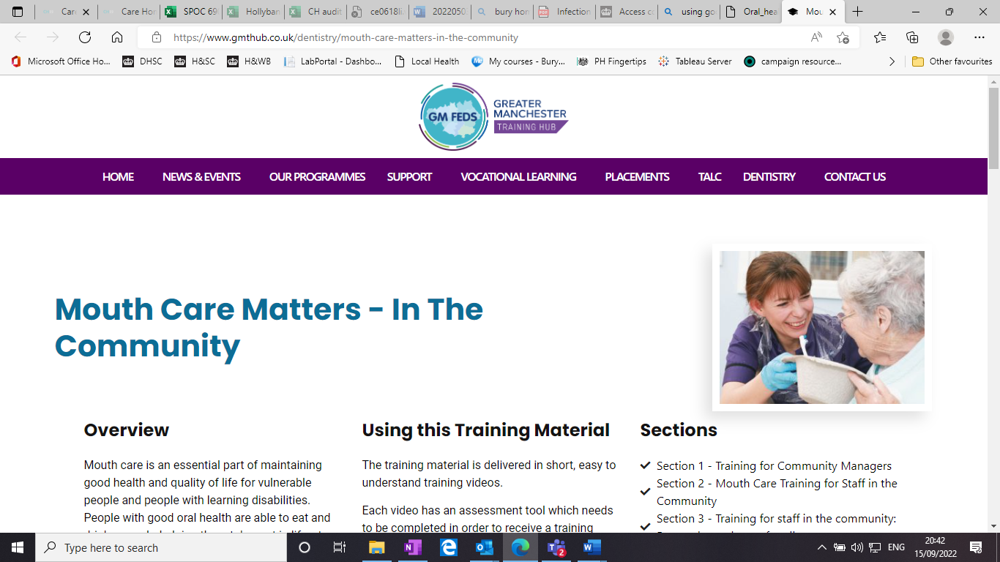 Care
Care Hor
SPOC 69
Hollyban
CH audit
ce0618li.
2022050
bury hon
Infection
Access co
using go
Oral_hea
Mou
https://www.gmthub.co.uk/dentistry/mouth-care-matters-in-the-community
Microsoft Office Ho...
DHSC
H&SC
H&WB
LabPortal - Dashbo...
Local Health
My courses - Bury...
PH Fingertips
Tableau Server
campaign resource...
Other favourites
GM FEDS
GREATER
MANCHESTER
TRAINING HUB
HOME NEWS & EVENTS OUR PROGRAMMES SUPPORT VOCATIONAL LEARNING PLACEMENTS TALC DENTISTRY CONTACT US
Mouth Care Matters - In The
Community
Overview
Mouth care is an essential part of maintaining
good health and quality of life for vulnerable
people and people with learning disabilities.
People with good oral health are able to eat and
Using this Training Material
The training material is delivered in short, easy to
understand training videos.
Each video has an assessment tool which needs
to be completed in order to receive a training
Sections
Section 1 - Training for Community Managers
Section 2 - Mouth Care Training for Staff in the
Community
Section 3 - Training for staff in the community:
Type here to search
2
ENG
20:42
15/09/2022